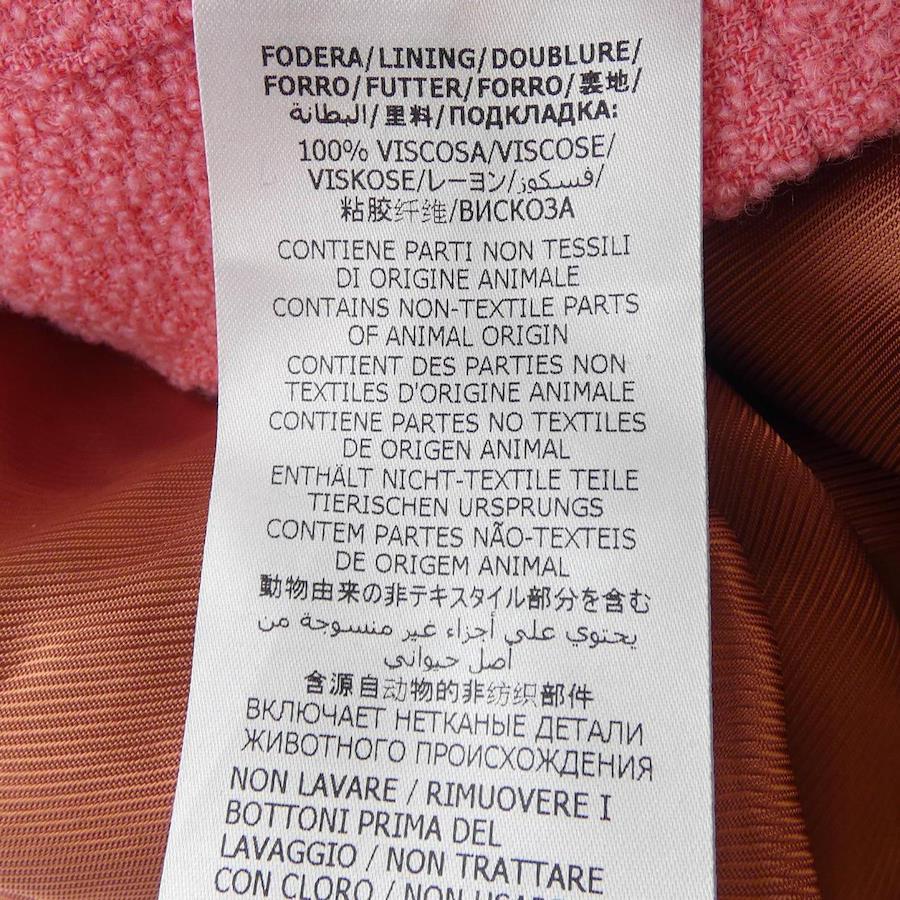 FODERA/LINING/DOUBLURE/
FORRO/FUTTER/FORRO/裏地/
البطانة/里料/ПОДКЛАДКА:
100% VISCOSA/VISCOSE/
VISKOSE/レーヨン/فسكوز/
粘胶纤维/ВИСКОЗА
CONTIENE PARTI NON TESSILI
DI ORIGINE ANIMALE
CONTAINS NON-TEXTILE PARTS
OF ANIMAL ORIGIN
CONTIENT DES PARTIES NON
TEXTILES D'ORIGINE ANIMALE
CONTIENE PARTES NO TEXTILES
DE ORIGEN ANIMAL
ENTHÄLT NICHT-TEXTILE TEILE
TIERISCHEN URSPRUNGS
CONTEM PARTES NÃO-TEXTEIS
DE ORIGEM ANIMAL
動物由来の非テキスタイル部分を含む
يحتوي علي أجزاء غير منسوجة من
اصل حيواني
含源自动物的非纺织部件
ВКЛЮЧАЕТ НЕТКАНЫЕ ДЕТАЛИ
ЖИВОТНОГО ПРОИСХОЖДЕНИЯ
NON LAVARE / RIMUOVERE I
BOTTONI PRIMA DEL
LAVAGGIO / NON TRATTARE
CON CLORO / NON